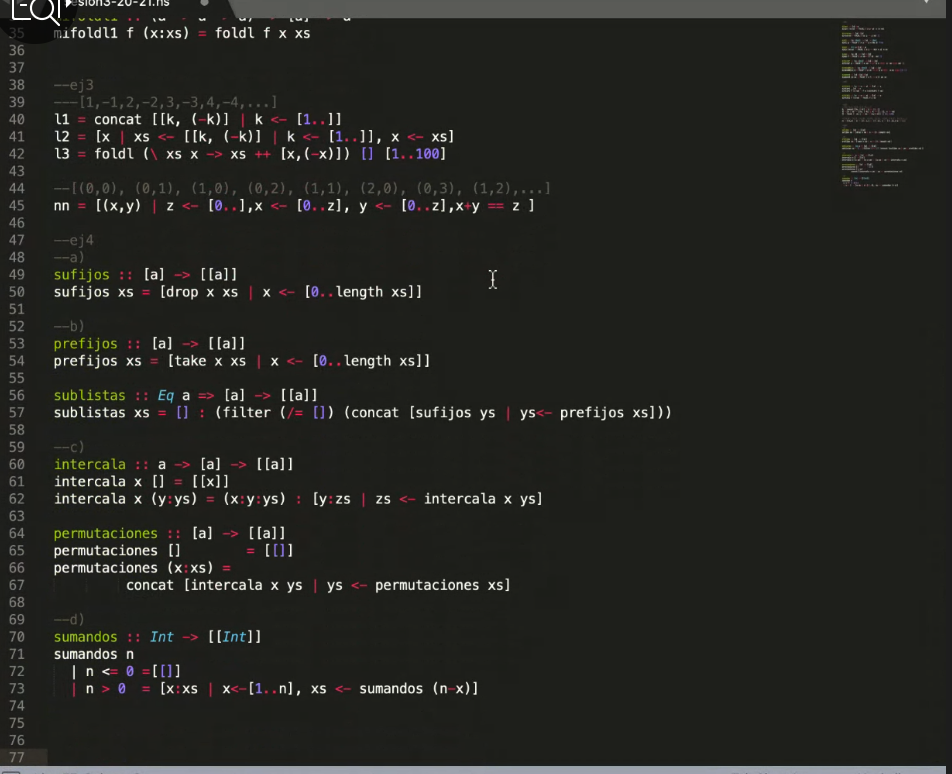 sion3-20-21.hs
35 mifoldl1 f (x:xs) = foldl f x xs
36
37
38 --ej3
39 ---[1,-1,2,-2,3,-3,4,-4,...]
40 l1 = concat [[k, (-k)] | k <- [1..]]
41 l2 = [x | xs <- [[k, (-k)] | k <- [1..]], x <- xs]
42 l3 = foldl (\ xs x -> xs ++ [x,(-x)]) [] [1..100]
43
44 --[(0,0), (0,1), (1,0), (0,2), (1,1), (2,0), (0,3), (1,2),...]
45 nn = [(x,y) | z <- [0..],x <- [0..z], y <- [0..z],x+y == z ]
46
47 --ej4
48 --a)
49 sufijos :: [a] -> [[a]]
50 sufijos xs = [drop x xs | x <- [0..length xs]]
51
52 --b)
53 prefijos :: [a] -> [[a]]
54 prefijos xs = [take x xs | x <- [0..length xs]]
55
56 sublistas :: Eq a => [a] -> [[a]]
57 sublistas xs = [] : (filter (/= []) (concat [sufijos ys | ys<- prefijos xs]))
58
59 --c)
60 intercala :: a -> [a] -> [[a]]
61 intercala x [] = [[x]]
62 intercala x (y:ys) = (x:y:ys) : [y:zs | zs <- intercala x ys]
63
64 permutaciones :: [a] -> [[a]]
65 permutaciones [] = [[]]
66 permutaciones (x:xs) =
67 concat [intercala x ys | ys <- permutaciones xs]
68
69 --d)
70 sumandos :: Int -> [[Int]]
71 sumandos n
72 | n <= 0 =[[]]
73 | n > 0 = [x:xs | x<-[1..n], xs <- sumandos (n-x)]
74
75
76
77